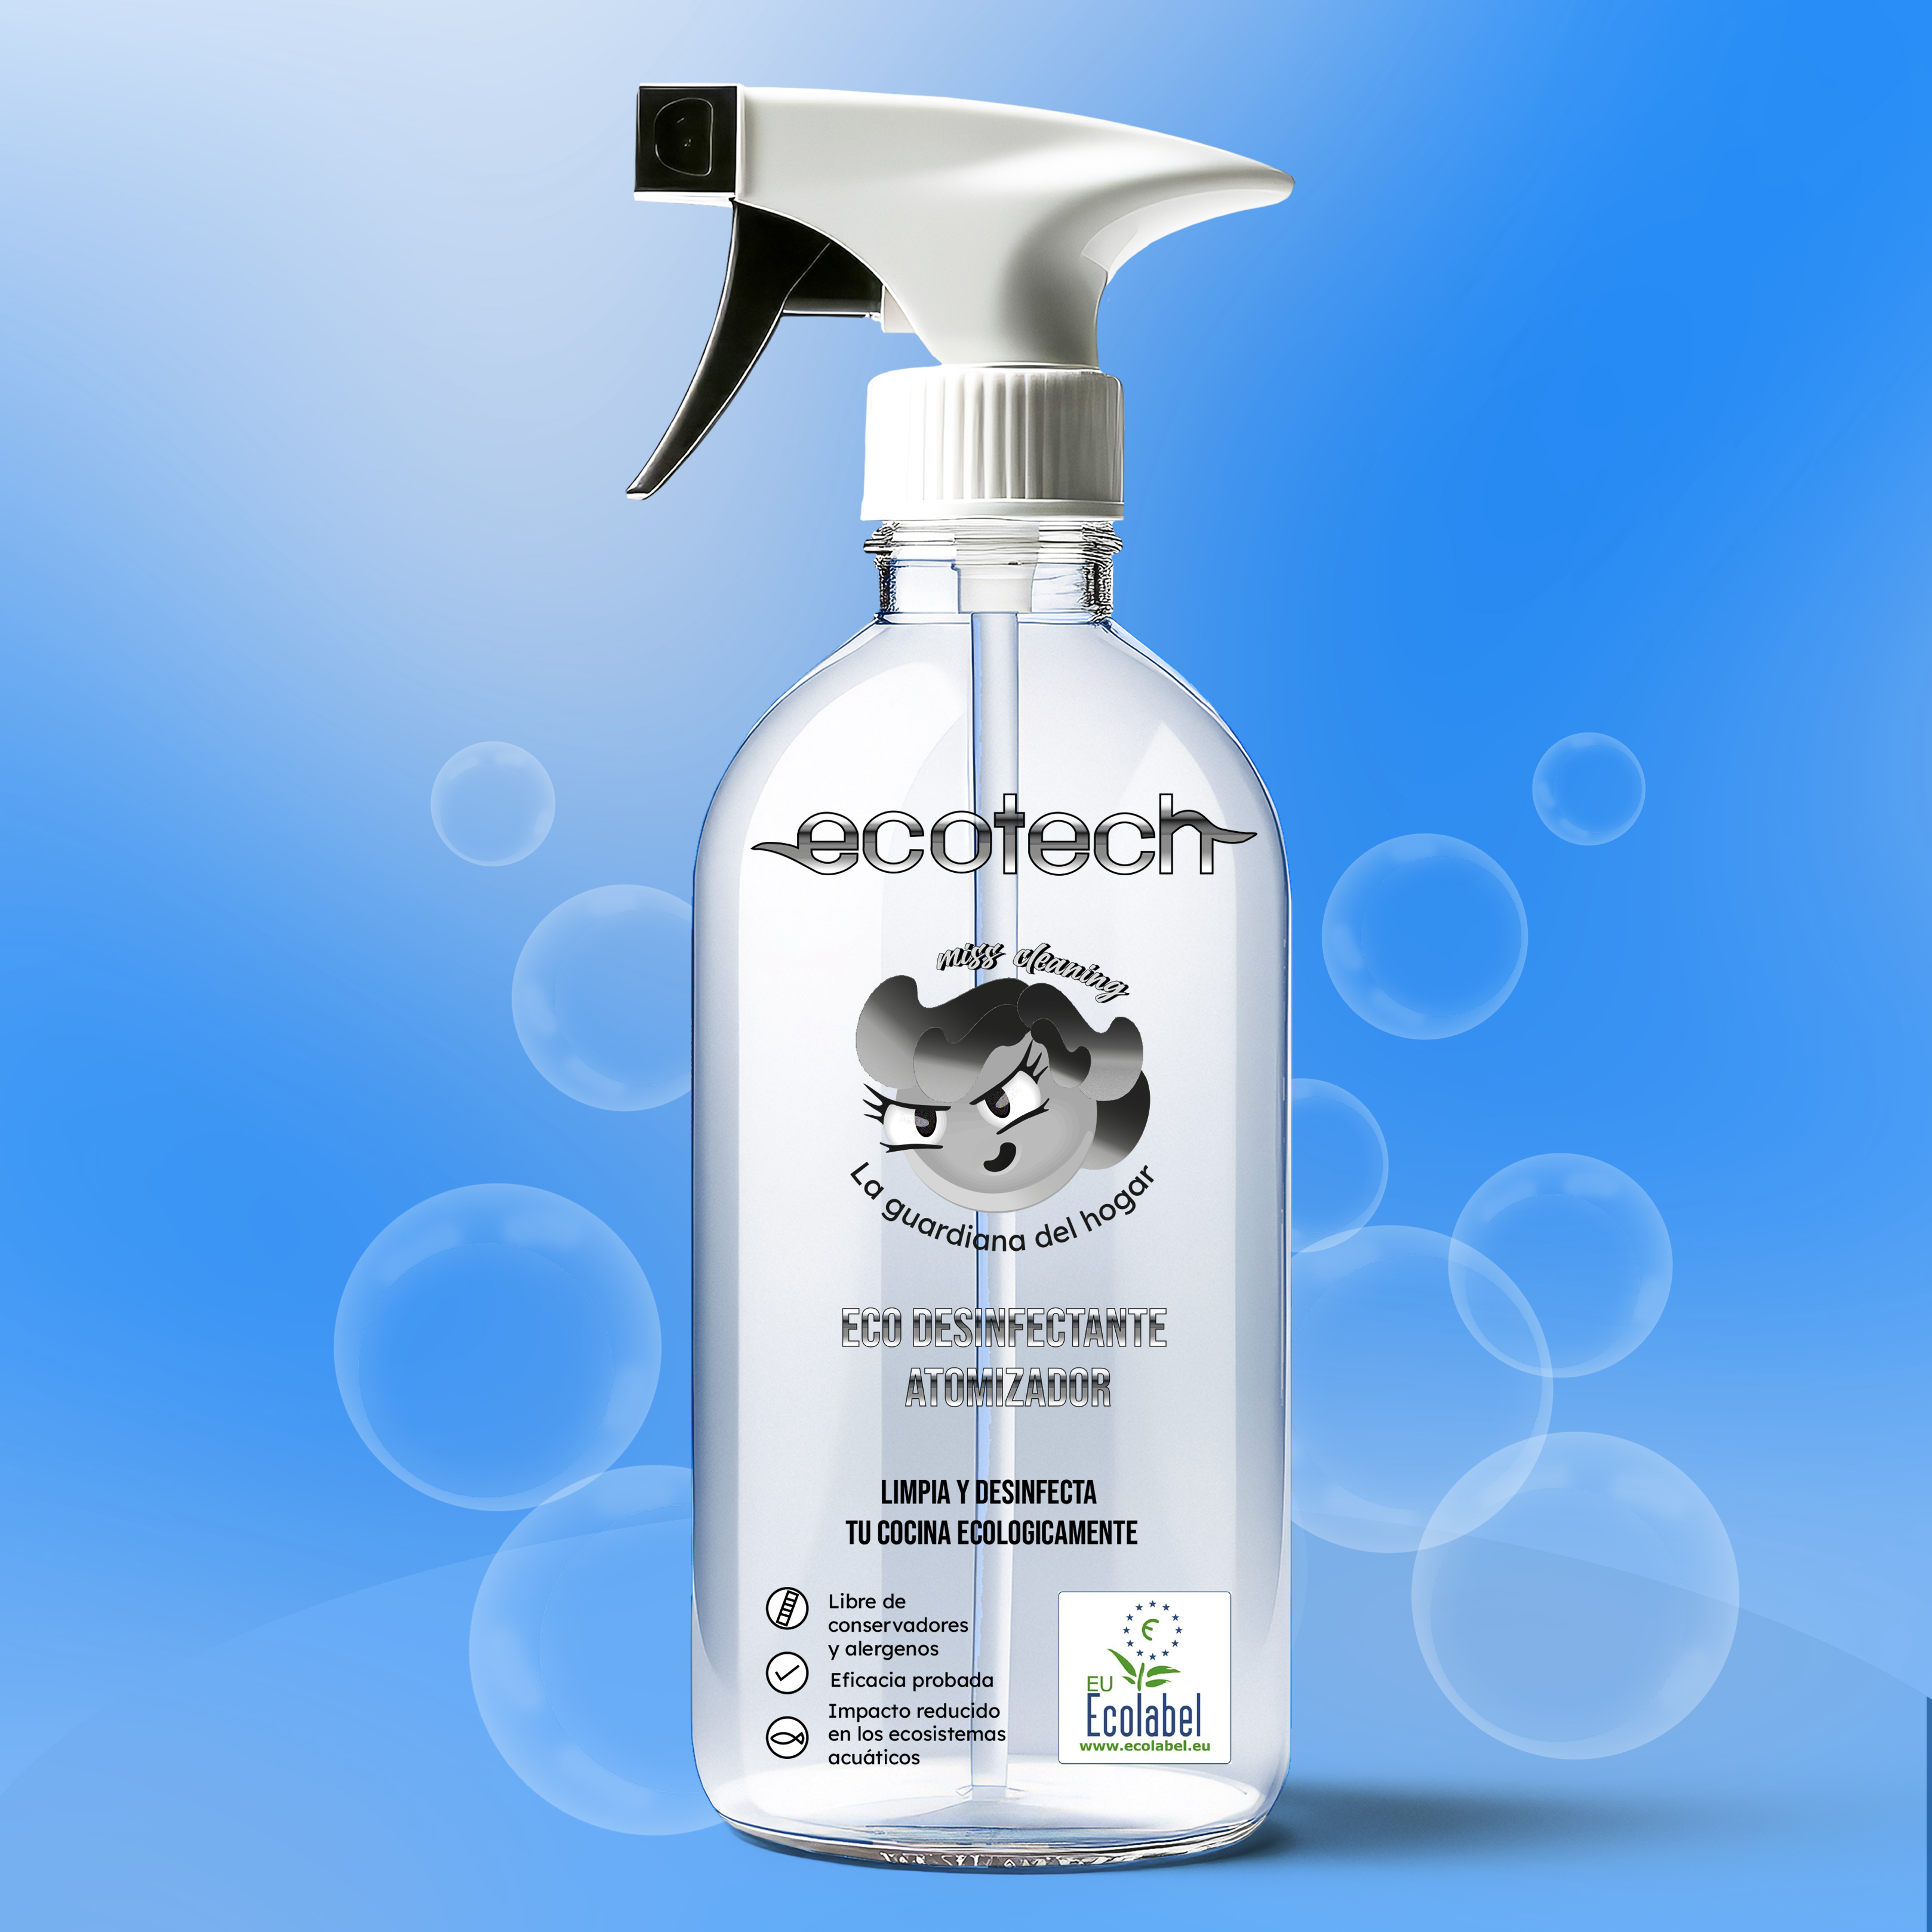 ecotech
miss cleaning
La guardiana del hogar
ECO DESINFECTANTE
ATOMIZADOR
LIMPIA Y DESINFECTA
TU COCINA ECOLOGICAMENTE
Libre de
conservadores
y alergenos
Eficacia probada
Impacto reducido
en los ecosistemas
acuáticos
EU
Ecolabel
www.ecolabel.eu